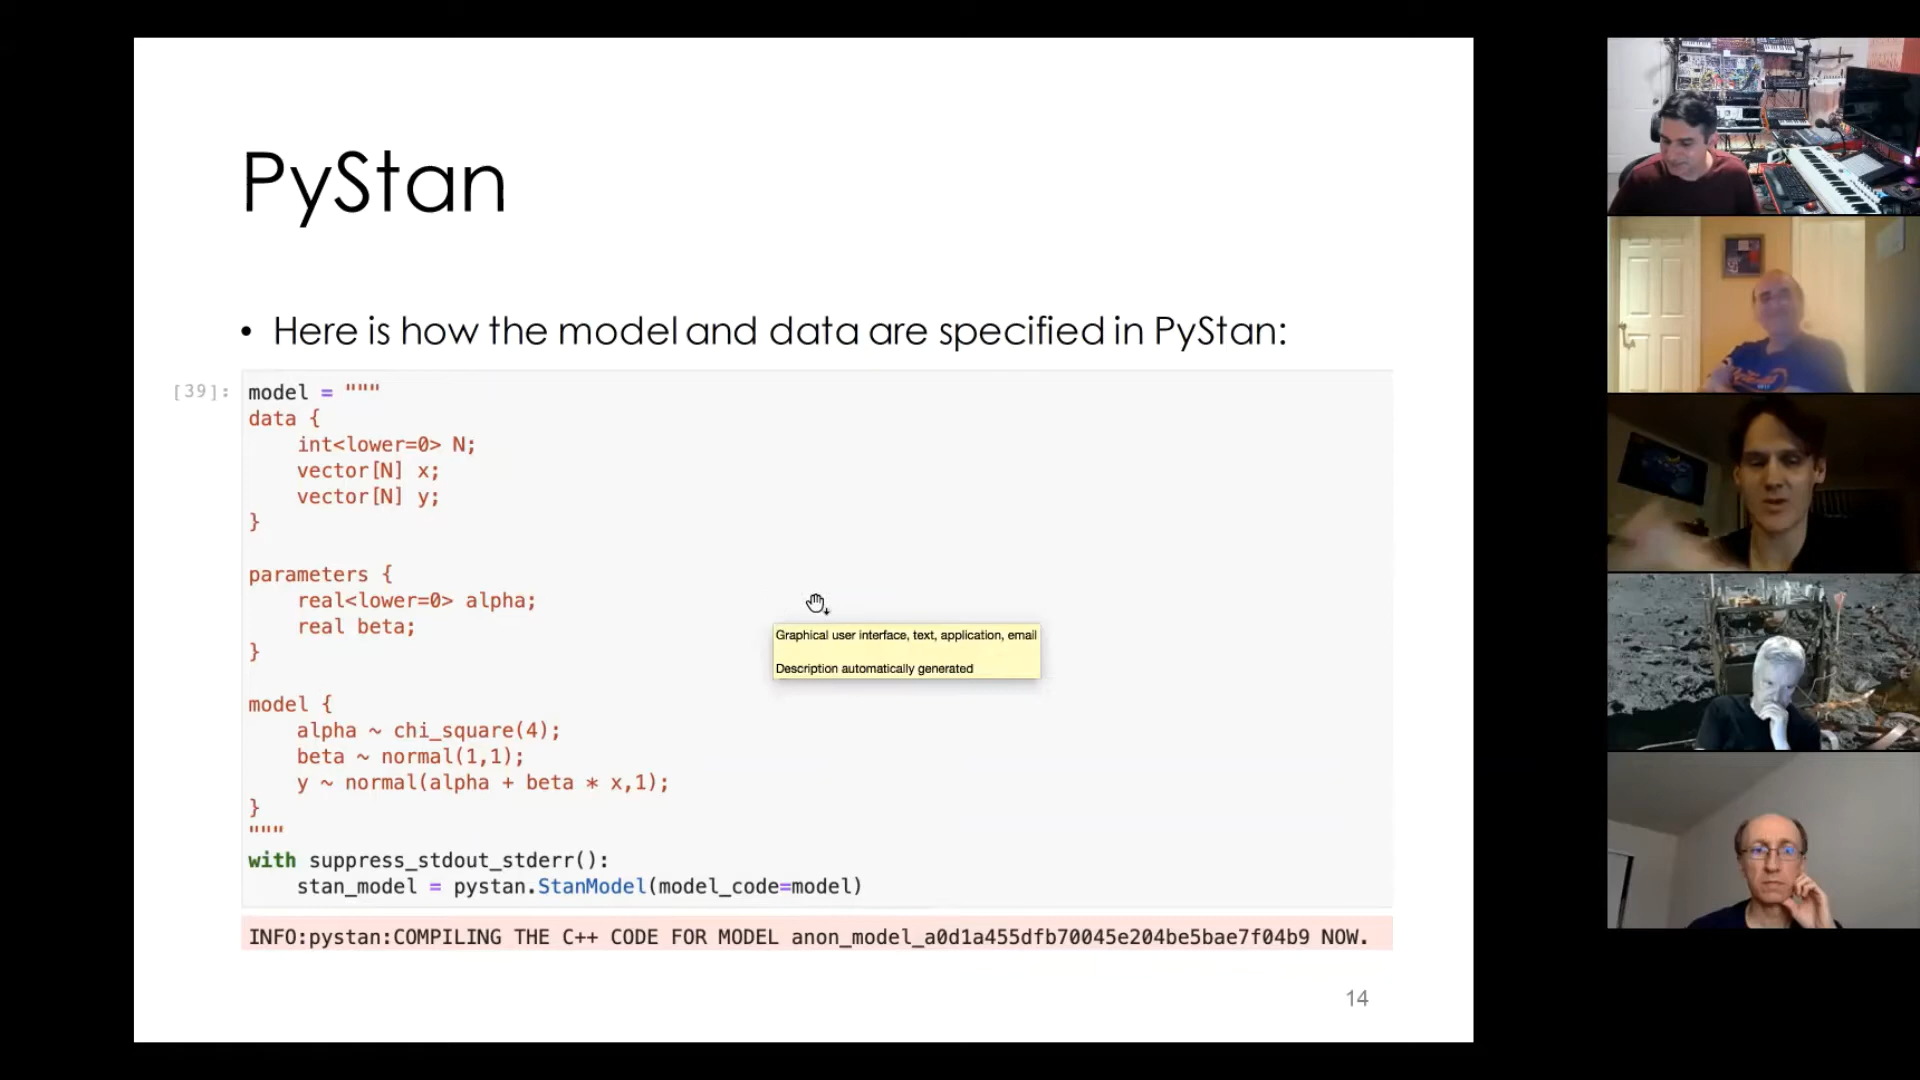 PyStan
• Here is how the model and data are specified in PyStan:
[39]:
model = """
data {
    int<lower=0> N;
    vector[N] x;
    vector[N] y;
}
parameters {
    real<lower=0> alpha;
    real beta;
}
model {
    alpha ~ chi_square(4);
    beta ~ normal(1,1);
    y ~ normal(alpha + beta * x,1);
}
"""
with suppress_stdout_stderr():
    stan_model = pystan.StanModel(model_code=model)
INFO:pystan:COMPILING THE C++ CODE FOR MODEL anon_model_a0d1a455dfb70045e204be5bae7f04b9 NOW.
Graphical user interface, text, application, email
Description automatically generated
14